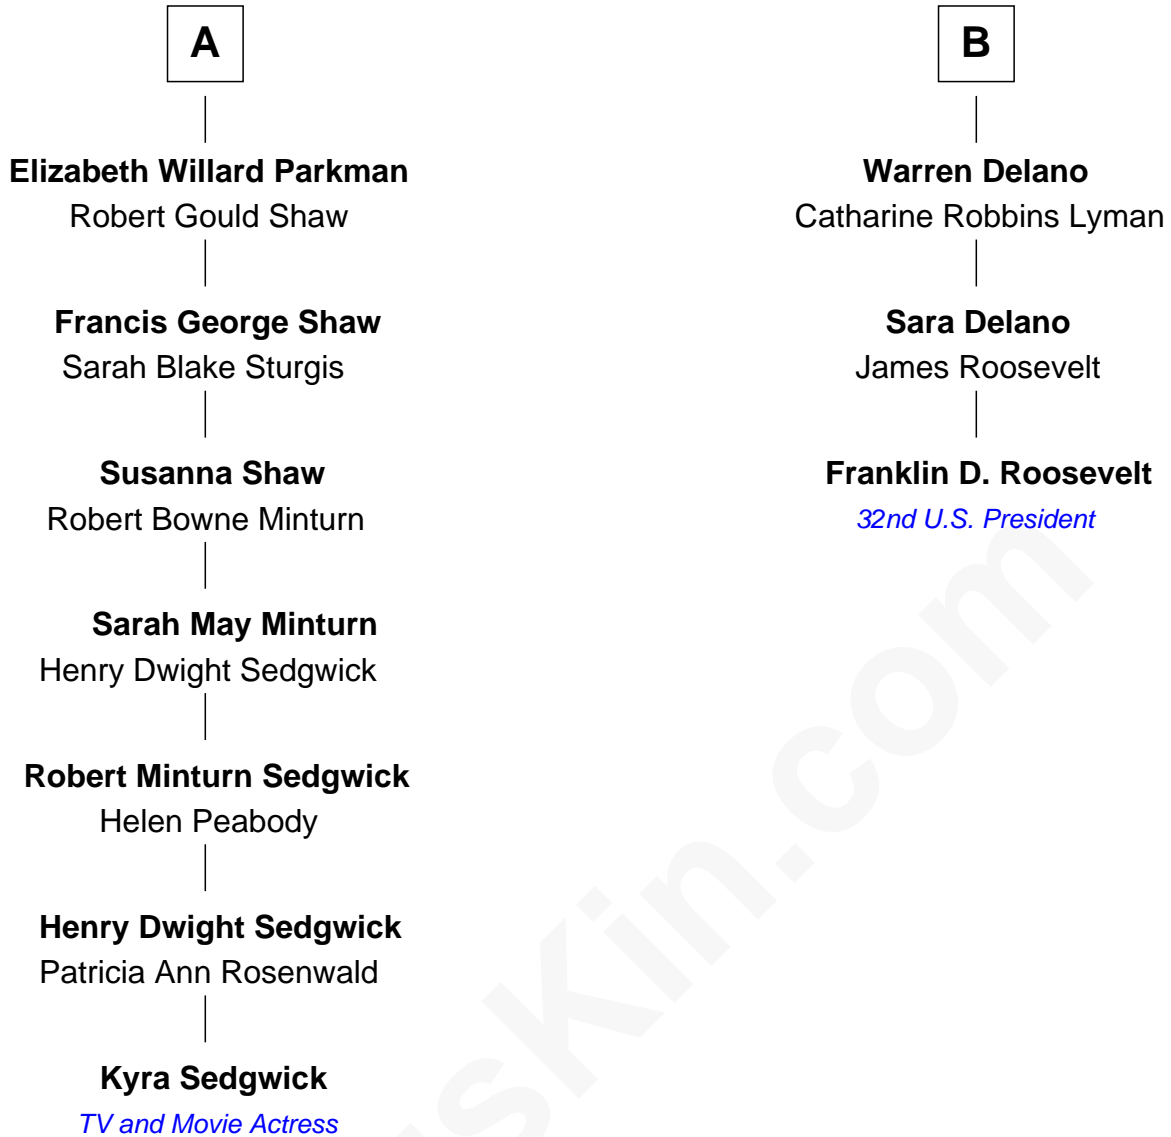 A
Elizabeth Willard Parkman
Robert Gould Shaw
Francis George Shaw
Sarah Blake Sturgis
Susanna Shaw
Robert Bowne Minturn
Sarah May Minturn
Henry Dwight Sedgwick
Robert Minturn Sedgwick
Helen Peabody
Henry Dwight Sedgwick
Patricia Ann Rosenwald
Kyra Sedgwick
TV and Movie Actress
B
Warren Delano
Catharine Robbins Lyman
Sara Delano
James Roosevelt
Franklin D. Roosevelt
32nd U.S. President
sKin.com